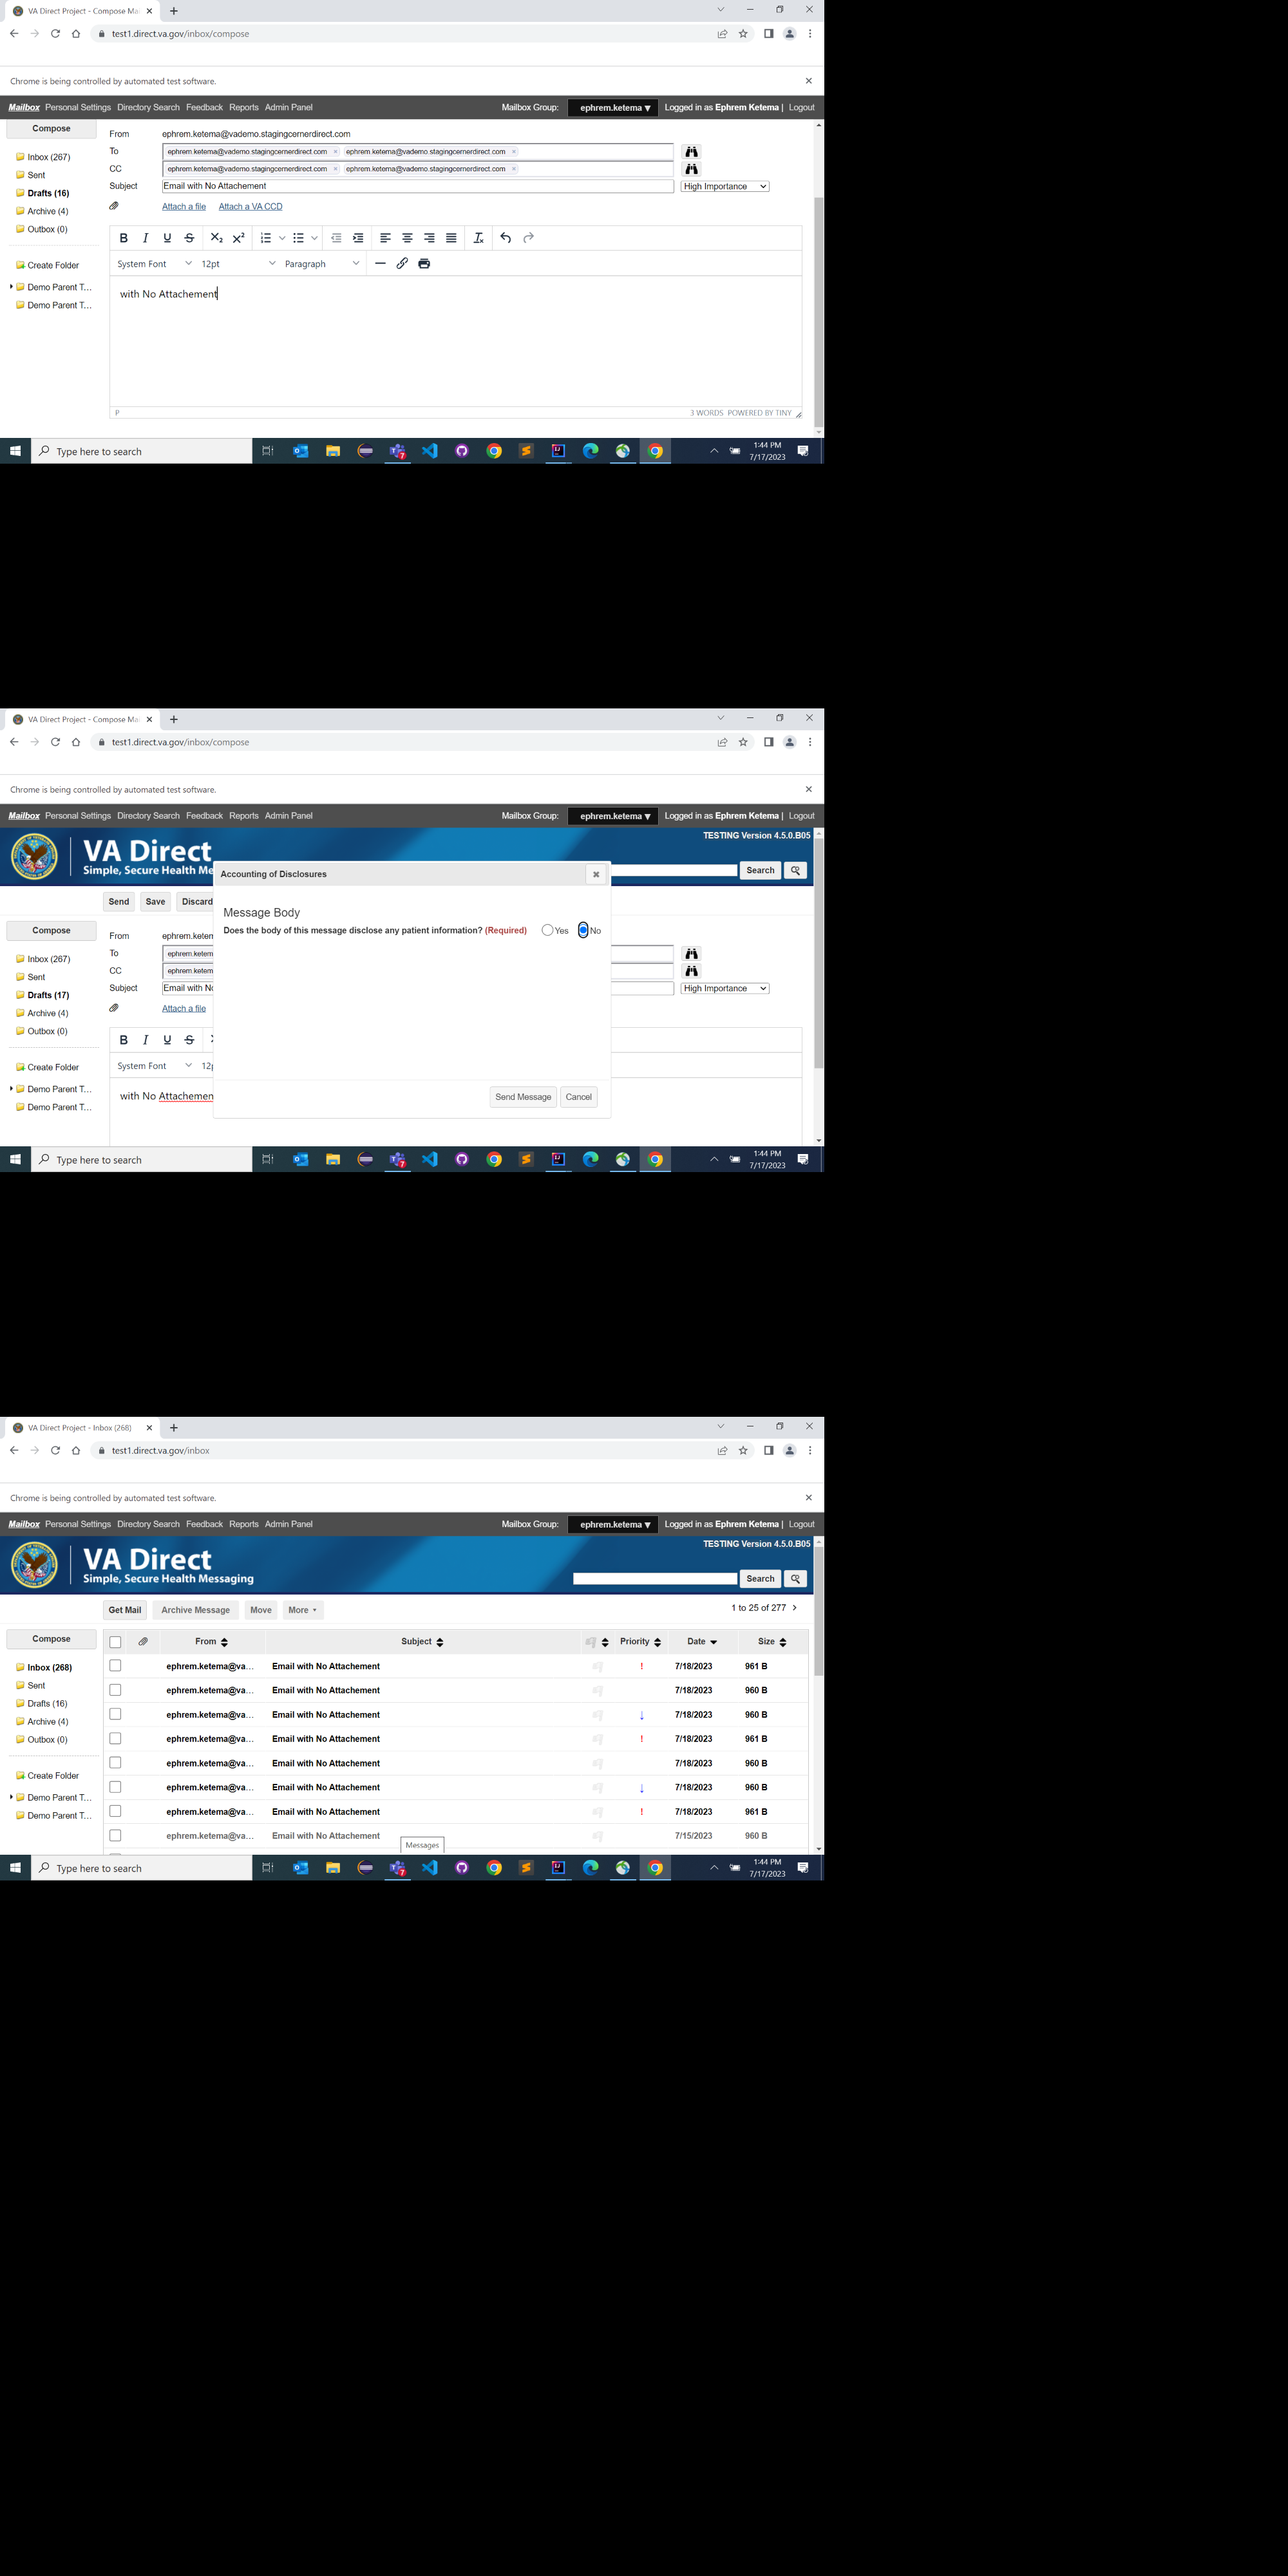 VA Direct Project - Compose Ma
test1.direct.va.gov/inbox/compose
Chrome is being controlled by automated test software.
Mailbox Personal Settings Directory Search Feedback Reports Admin Panel Mailbox Group: ephrem.ketema ▼ Logged in as Ephrem Ketema | Logout
Compose
From ephrem.ketema@vademo.stagingcernerdirect.com
To ephrem.ketema@vademo.stagingcernerdirect.com × ephrem.ketema@vademo.stagingcernerdirect.com ×
Inbox (267)
CC ephrem.ketema@vademo.stagingcernerdirect.com × ephrem.ketema@vademo.stagingcernerdirect.com ×
Sent
Subject Email with No Attachement High Importance
Drafts (16)
Attach a file Attach a VA CCD
Archive (4)
Outbox (0)
Create Folder
System Font 12pt Paragraph
Demo Parent T...
with No Attachement
Demo Parent T...
P 3 WORDS POWERED BY TINY
Type here to search
1:44 PM
7/17/2023
VA Direct Project - Compose Ma
test1.direct.va.gov/inbox/compose
Chrome is being controlled by automated test software.
Mailbox Personal Settings Directory Search Feedback Reports Admin Panel Mailbox Group: ephrem.ketema ▼ Logged in as Ephrem Ketema | Logout
TESTING Version 4.5.0.B05
VA Direct
Simple, Secure Health Me
Search
Accounting of Disclosures
Send Save Discard
Message Body
Does the body of this message disclose any patient information? (Required) Yes No
Compose
From ephrem.keterr
To ephrem.ketem
Inbox (267)
CC ephrem.ketem
Sent
Subject Email with No High Importance
Drafts (17)
Attach a file
Archive (4)
Outbox (0)
Create Folder
System Font 12p
Demo Parent T...
with No Attachemen
Send Message Cancel
Demo Parent T...
Type here to search
1:44 PM
7/17/2023
VA Direct Project - Inbox (268)
test1.direct.va.gov/inbox
Chrome is being controlled by automated test software.
Mailbox Personal Settings Directory Search Feedback Reports Admin Panel Mailbox Group: ephrem.ketema ▼ Logged in as Ephrem Ketema | Logout
TESTING Version 4.5.0.B05
VA Direct
Simple, Secure Health Messaging
Search
Get Mail Archive Message Move More 1 to 25 of 277
Compose
From Subject Priority Date Size
Inbox (268)
Sent
Drafts (16)
Archive (4)
Outbox (0)
Create Folder
Demo Parent T...
Demo Parent T...
ephrem.ketema@va... Email with No Attachement ! 7/18/2023 961 B
ephrem.ketema@va... Email with No Attachement 7/18/2023 960 B
ephrem.ketema@va... Email with No Attachement ↓ 7/18/2023 960 B
ephrem.ketema@va... Email with No Attachement ! 7/18/2023 961 B
ephrem.ketema@va... Email with No Attachement 7/18/2023 960 B
ephrem.ketema@va... Email with No Attachement ↓ 7/18/2023 960 B
ephrem.ketema@va... Email with No Attachement ! 7/18/2023 961 B
ephrem.ketema@va... Email with No Attachement 7/15/2023 960 B
Messages
Type here to search
1:44 PM
7/17/2023